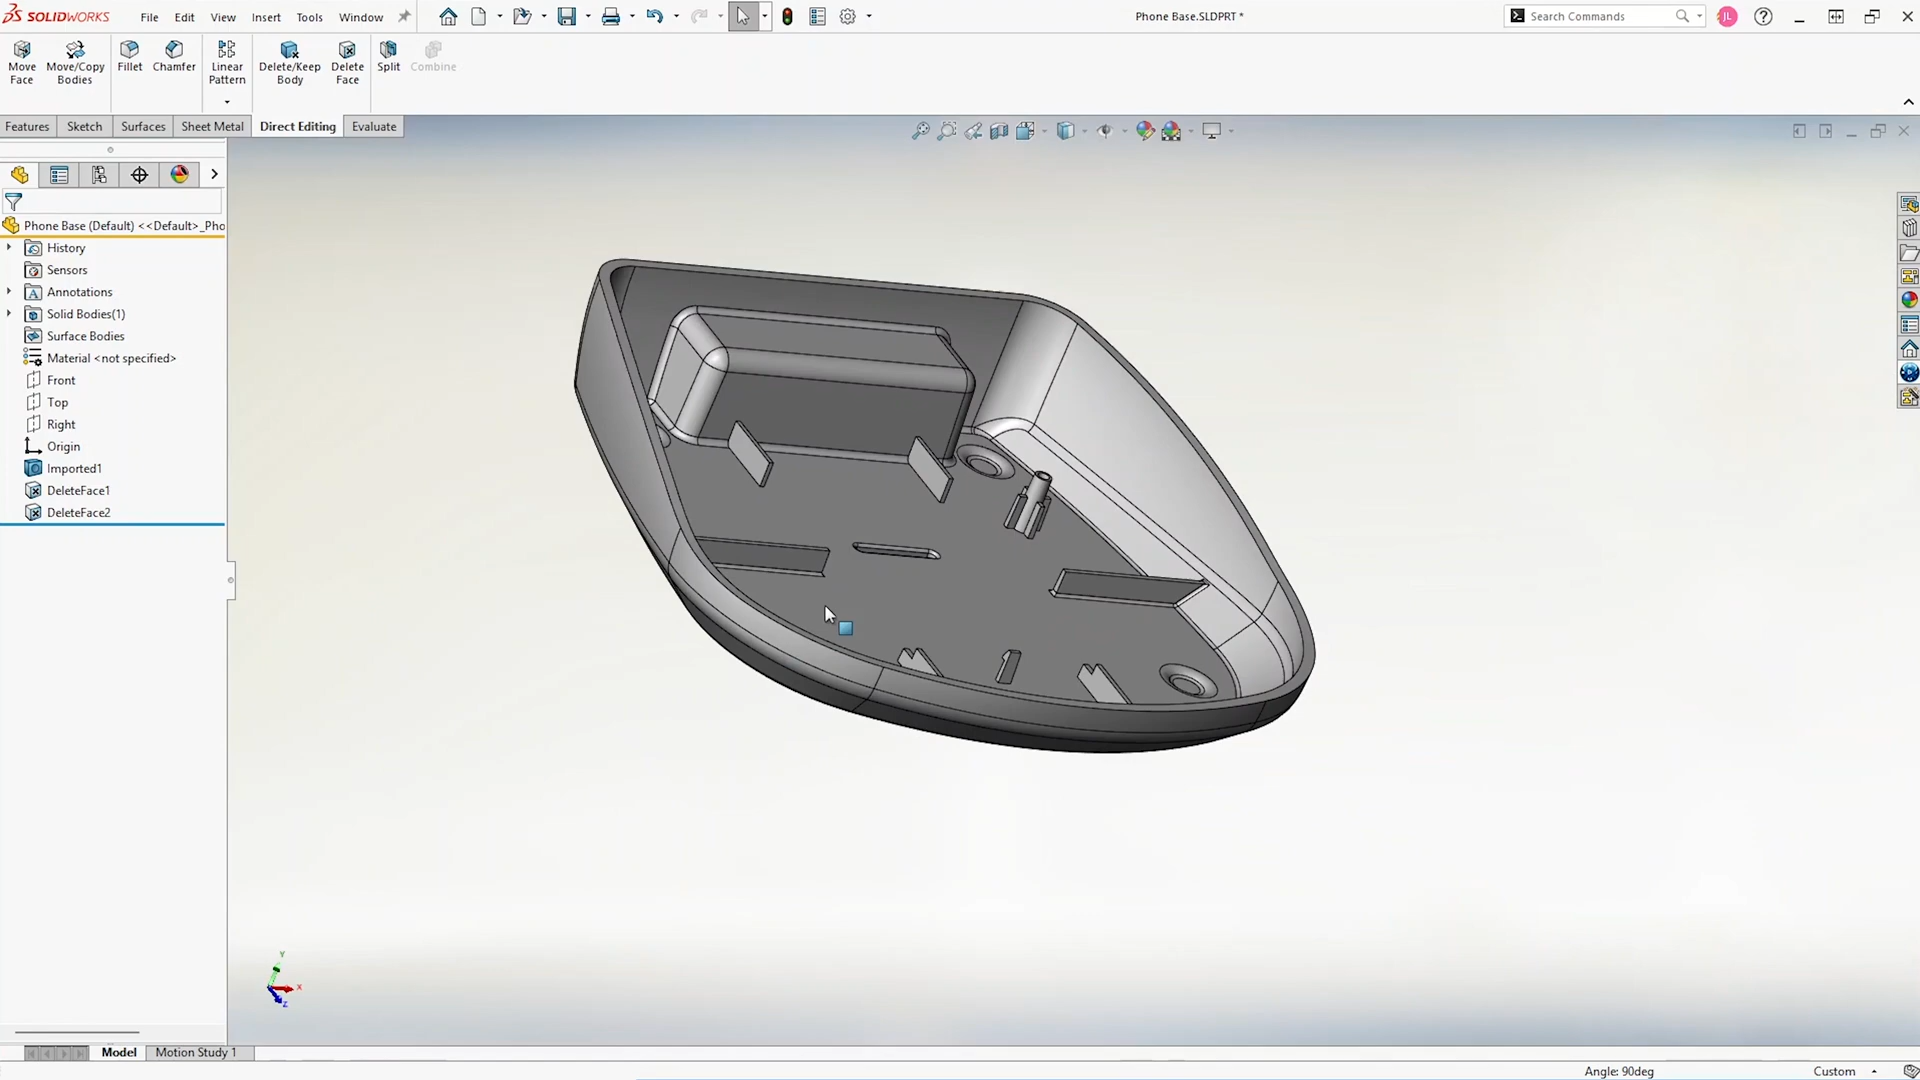 SOLIDWORKS File Edit View Insert Tools Window Phone Base.SLDPRT * Search Commands JL
Move Face Move/Copy Bodies Fillet Chamfer Linear Pattern Delete/Keep Body Delete Face Split Combine
Features Sketch Surfaces Sheet Metal Direct Editing Evaluate
Phone Base (Default) <<Default>_Pho
History
Sensors
Annotations
Solid Bodies(1)
Surface Bodies
Material <not specified>
Front
Top
Right
Origin
Imported1
DeleteFace1
DeleteFace2
Y
X
Z
Model Motion Study 1
Angle: 90deg Custom